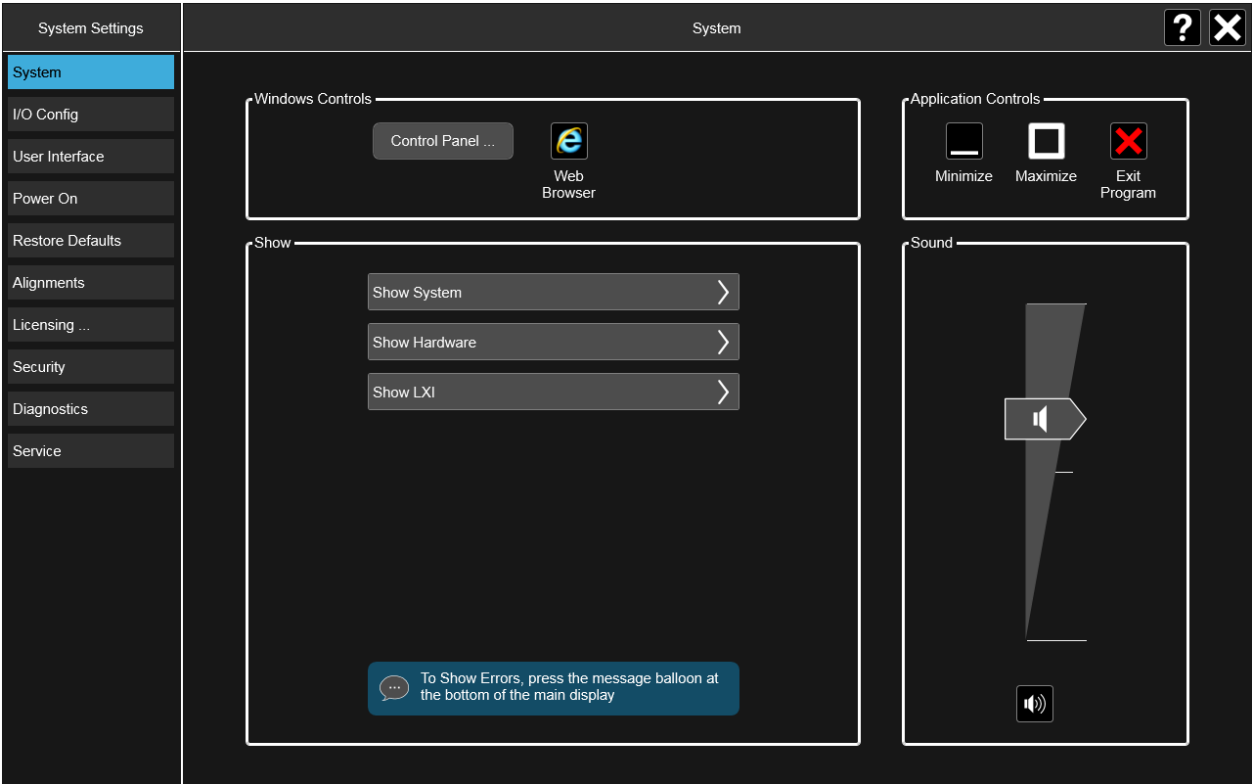 System Settings
System
System
I/O Config
User Interface
Power On
Restore Defaults
Alignments
Licensing ...
Security
Diagnostics
Service
Windows Controls
Control Panel ...
Web
Browser
Application Controls
Minimize
Maximize
Exit
Program
Show
Show System
Show Hardware
Show LXI
To Show Errors, press the message balloon at
the bottom of the main display
Sound